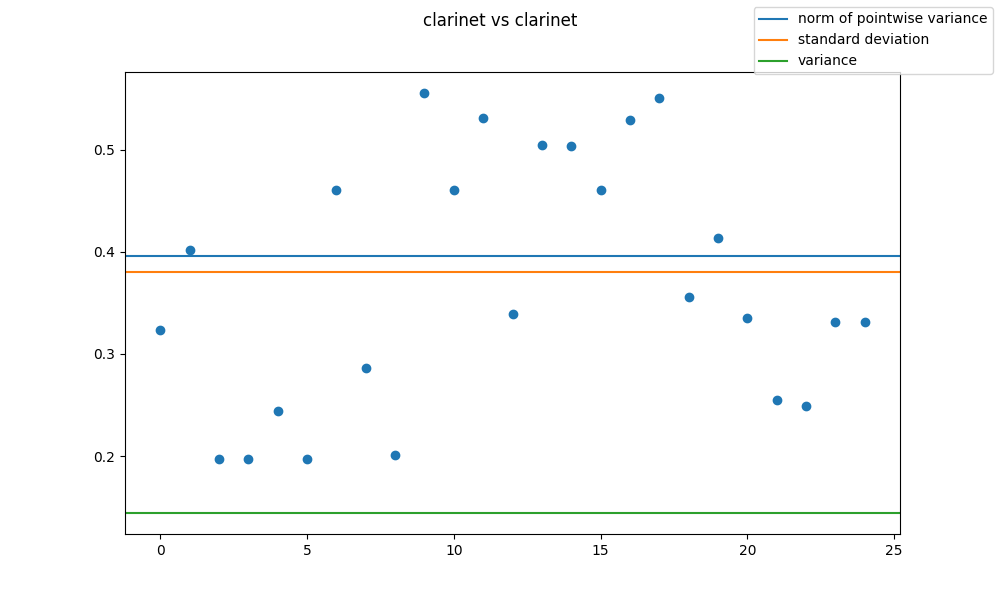 clarinet vs clarinet
norm of pointwise variance
standard deviation
variance
0.5
0.4
0.3
0.2
0 5 10 15 20 25